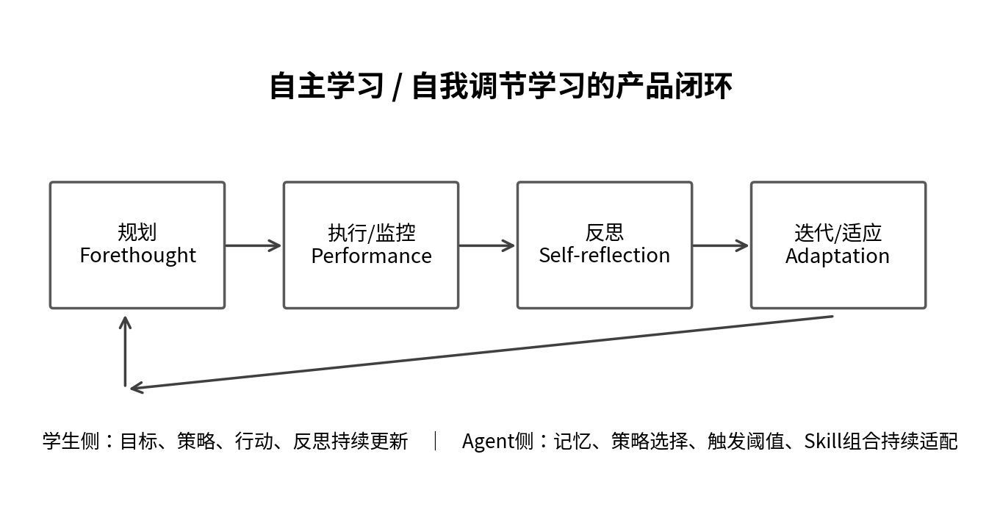 自主学习 / 自我调节学习的产品闭环
规划
Forethought
执行/监控
Performance
反思
Self-reflection
迭代/适应
Adaptation
学生侧：目标、策略、行动、反思持续更新 ｜ Agent侧：记忆、策略选择、触发阈值、Skill组合持续适配